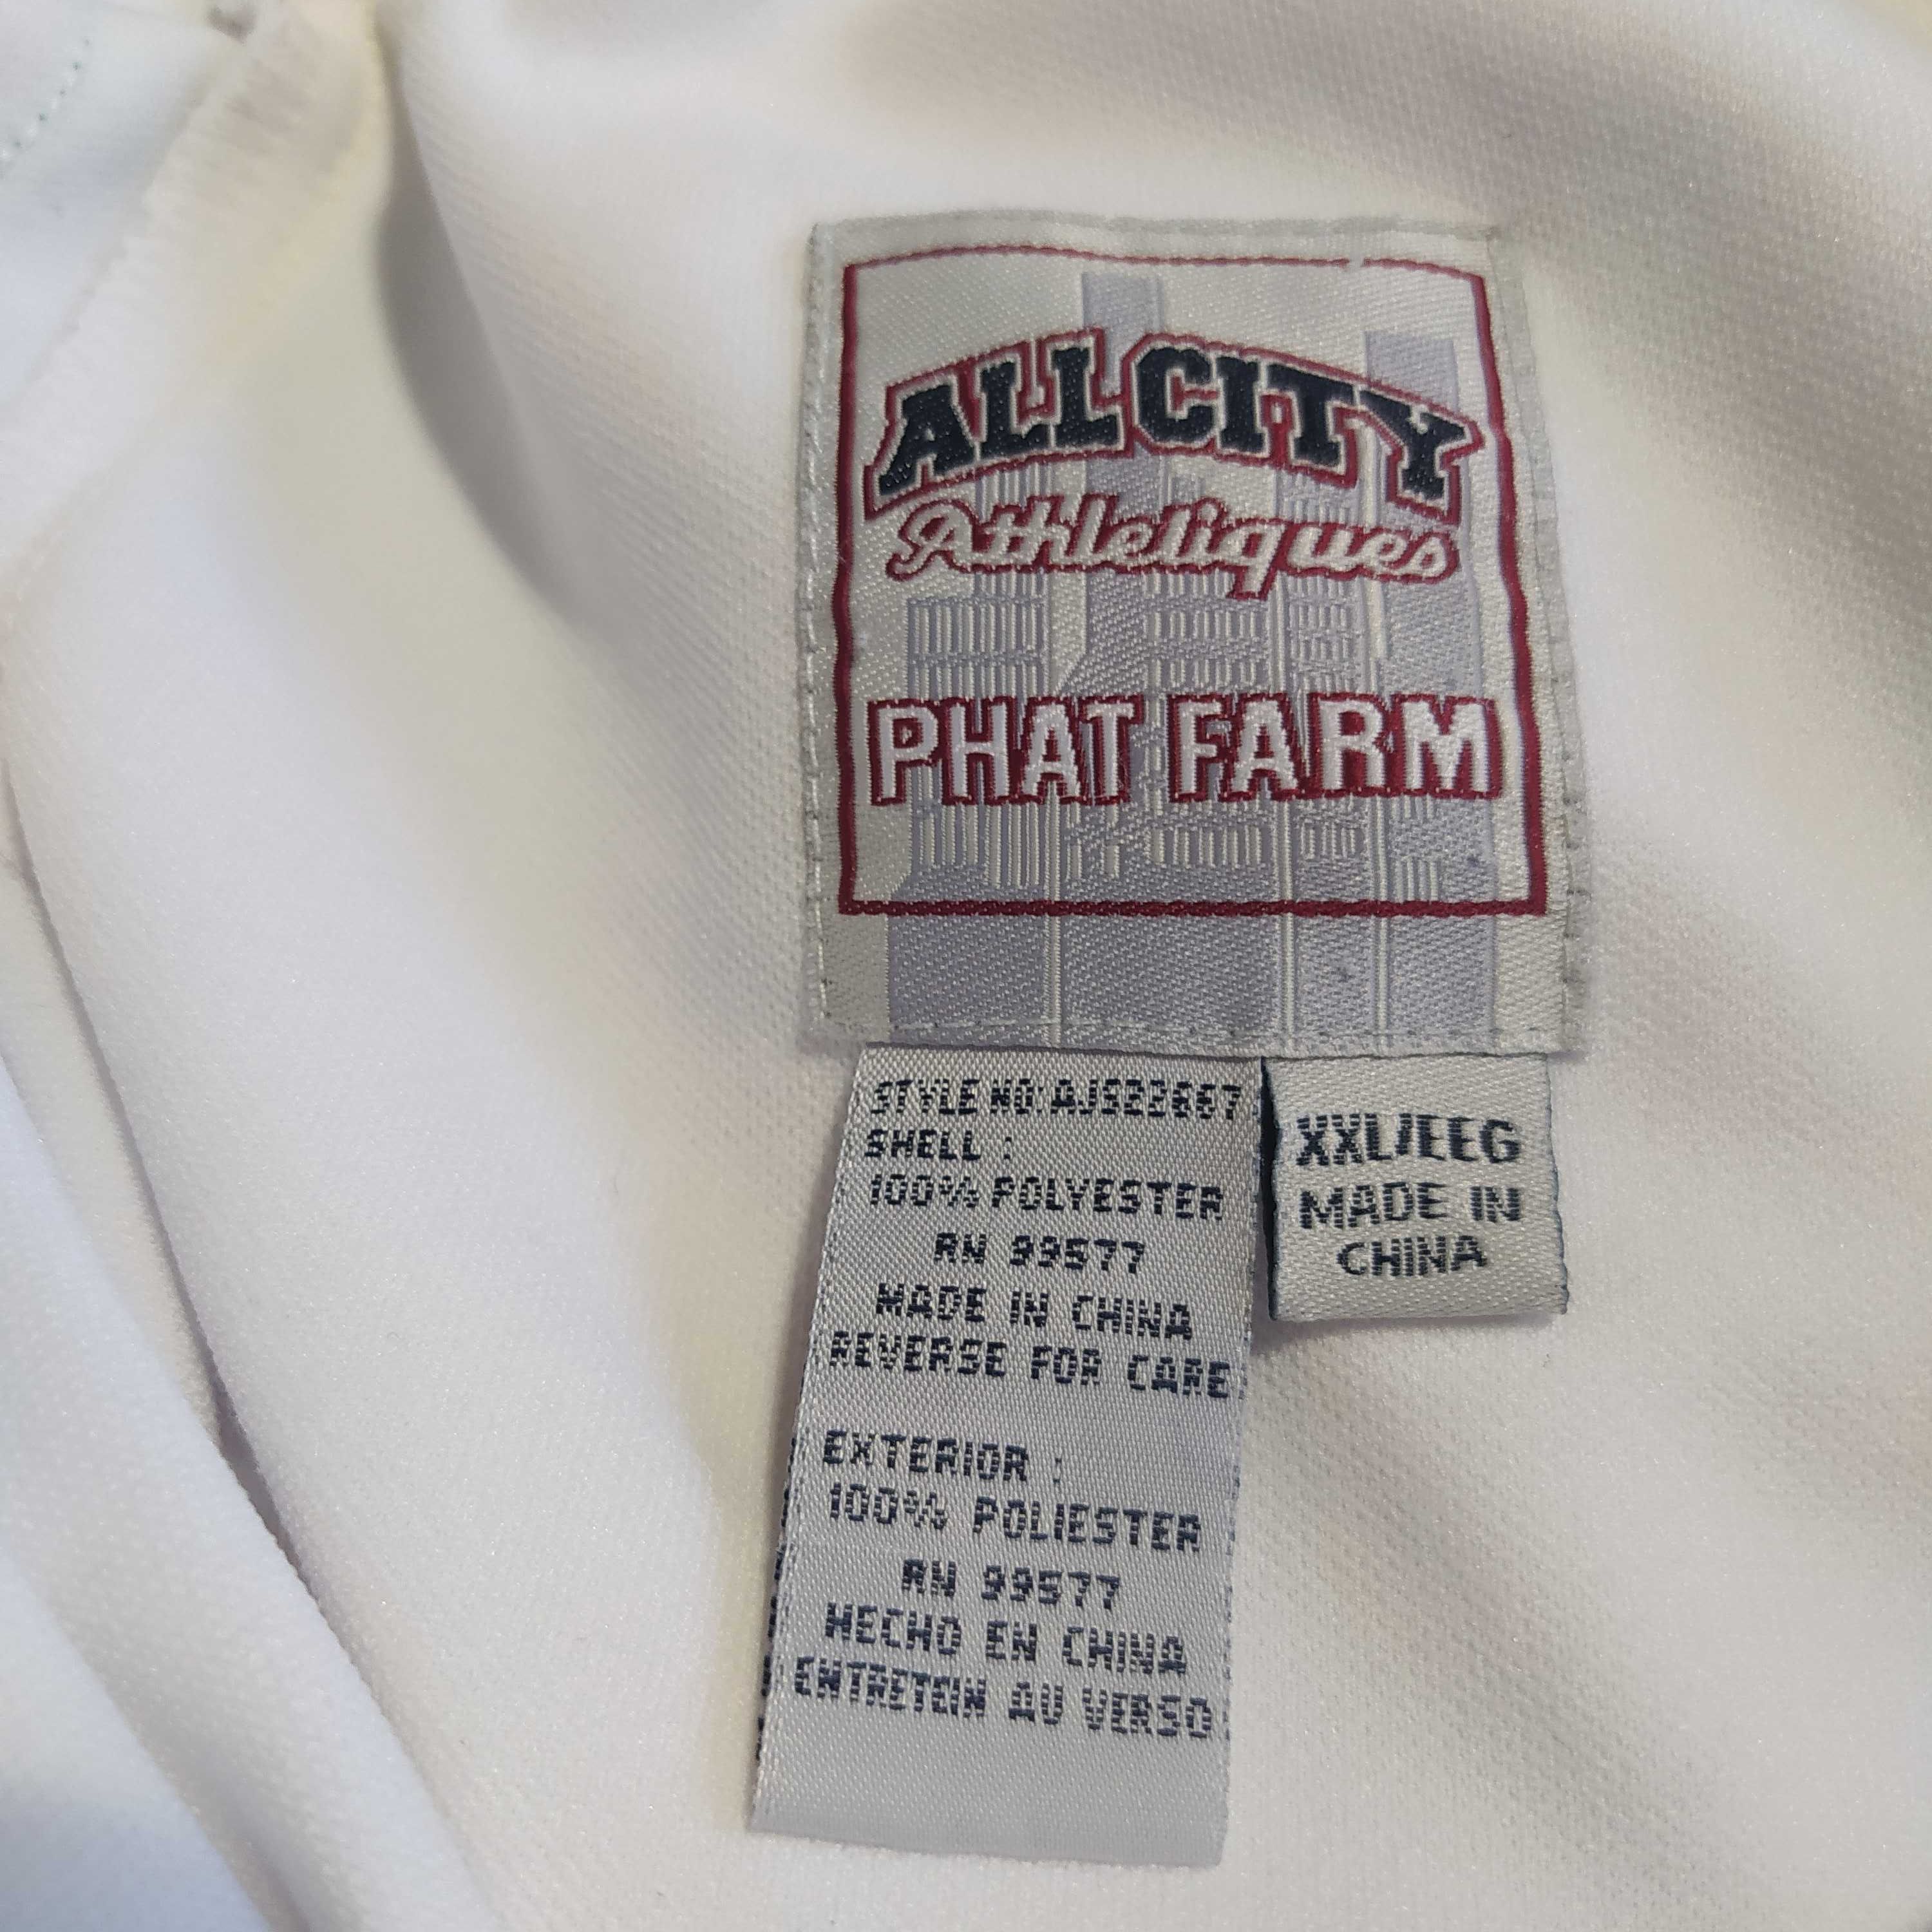 ALL CITY
Athletiques
PHAT FARM
STYLE NO: AJS22667
SHELL :
100% POLYESTER
RN 99577
MADE IN CHINA
REVERSE FOR CARE
EXTERIOR :
100% POLIESTER
RN 99577
HECHO EN CHINA
ENTRETEIN AU VERSO
XXL/EEG
MADE IN
CHINA